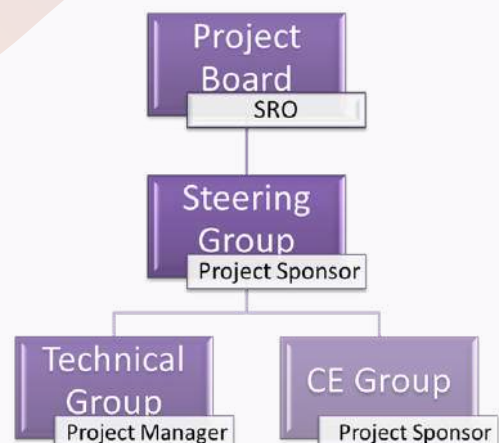 Project
Board
SRO
Steering
Group
Project Sponsor
Technical
Group
Project Manager
CE Group
Project Sponsor